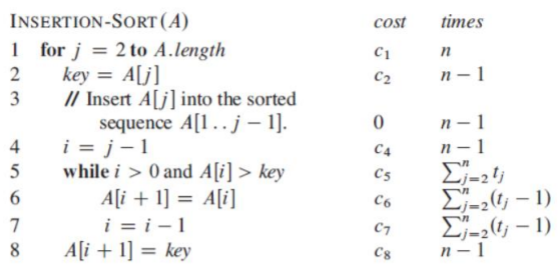 INSERTION-SORT(A) cost times
1 for j = 2 to A.length c₁ n
2 key = A[j] c₂ n − 1
3 // Insert A[j] into the sorted
sequence A[1 . . j − 1]. 0 n − 1
4 i = j − 1 c₄ n − 1
5 while i > 0 and A[i] > key c₅ ∑ⁿⱼ₌₂ tⱼ
6 A[i + 1] = A[i] c₆ ∑ⁿⱼ₌₂ (tⱼ − 1)
7 i = i − 1 c₇ ∑ⁿⱼ₌₂ (tⱼ − 1)
8 A[i + 1] = key c₈ n − 1